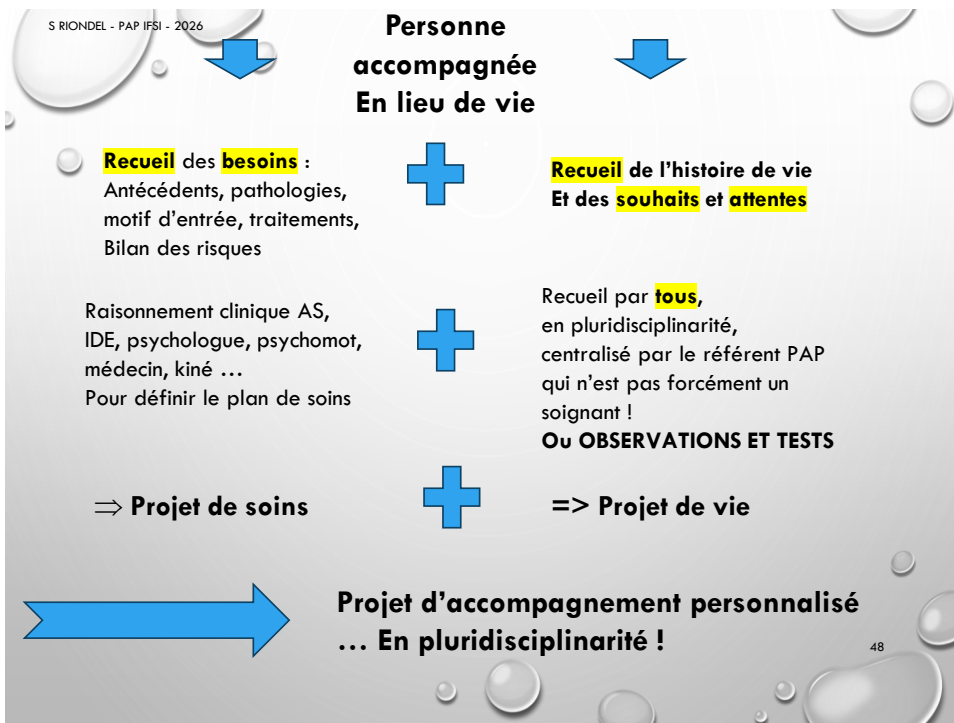 S RIONDEL - PAP IFSI - 2026
Personne
accompagnée
En lieu de vie
Recueil des besoins :
Antécédents, pathologies,
motif d'entrée, traitements,
Bilan des risques
Recueil de l'histoire de vie
Et des souhaits et attentes
Raisonnement clinique AS,
IDE, psychologue, psychomot,
médecin, kiné ...
Pour définir le plan de soins
Recueil par tous,
en pluridisciplinarité,
centralisé par le référent PAP
qui n'est pas forcément un
soignant !
Ou OBSERVATIONS ET TESTS
⇒ Projet de soins
=> Projet de vie
Projet d'accompagnement personnalisé
... En pluridisciplinarité !
48